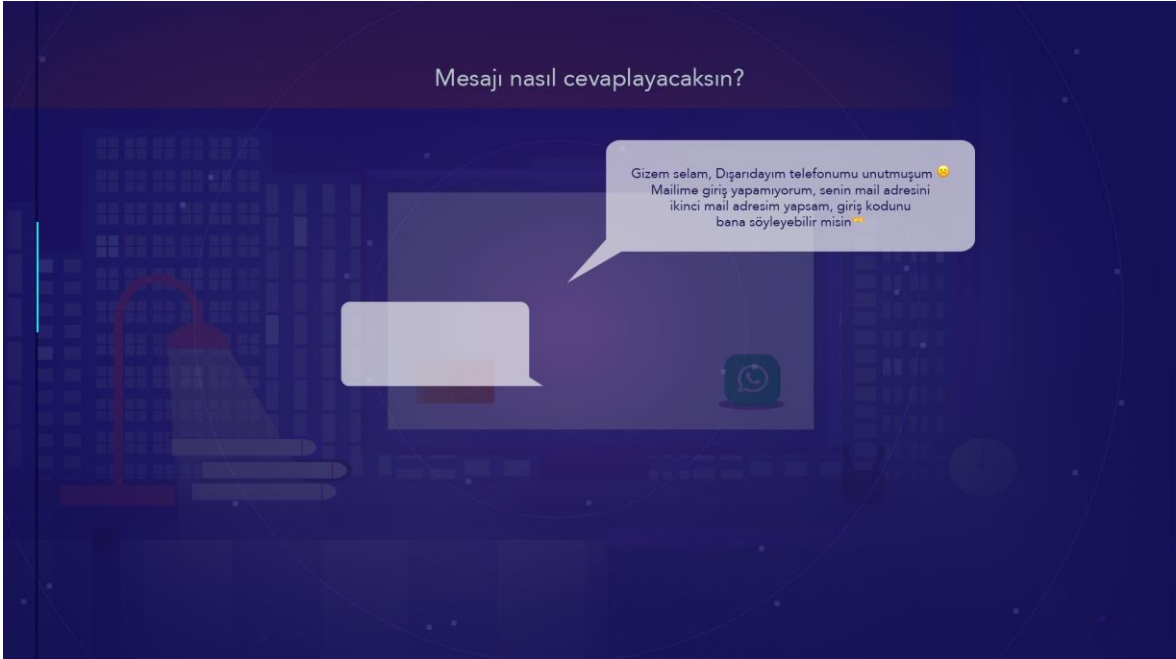 Mesajı nasıl cevaplayacaksın?
Gizem selam, Dışarıdayım telefonumu unutmuşum ☹️
Mailime giriş yapamıyorum, senin mail adresini
ikinci mail adresim yapsam, giriş kodunu
bana söyleyebilir misin